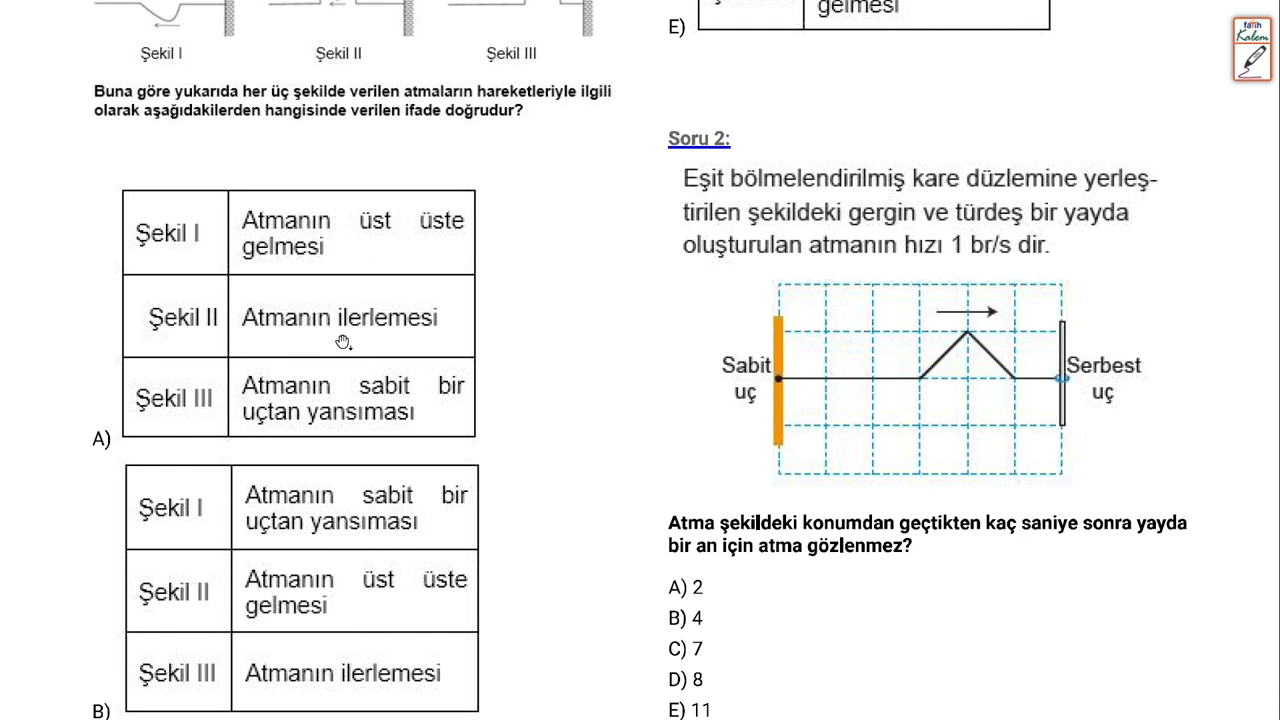 Şekil I
Şekil II
Şekil III
Buna göre yukarıda her üç şekilde verilen atmaların hareketleriyle ilgili
olarak aşağıdakilerden hangisinde verilen ifade doğrudur?
Şekil I
Atmanın üst üste
gelmesi
Şekil II
Atmanın ilerlemesi
Şekil III
Atmanın sabit bir
uçtan yansıması
A)
Şekil I
Atmanın sabit bir
uçtan yansıması
Şekil II
Atmanın üst üste
gelmesi
Şekil III
Atmanın ilerlemesi
B)
gelmesi
E)
Soru 2:
Eşit bölmelendirilmiş kare düzlemine yerleş-
tirilen şekildeki gergin ve türdeş bir yayda
oluşturulan atmanın hızı 1 br/s dir.
Sabit
uç
Serbest
uç
Atma şekildeki konumdan geçtikten kaç saniye sonra yayda
bir an için atma gözlenmez?
A) 2
B) 4
C) 7
D) 8
E) 11
fatih
Kalem